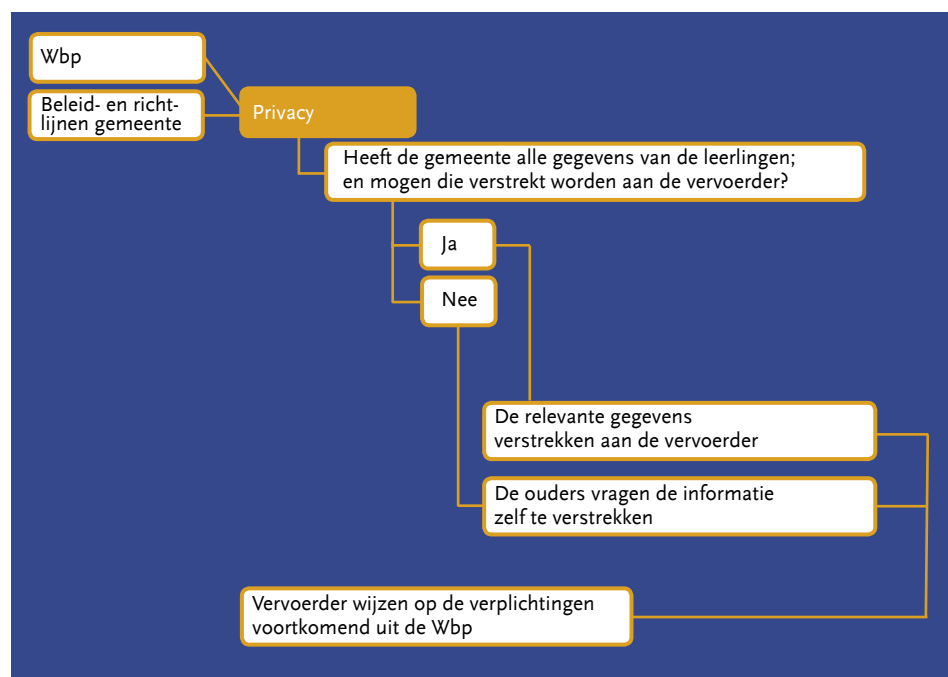 Wbp
Beleid- en richt-
lijnen gemeente
Privacy
Heeft de gemeente alle gegevens van de leerlingen;
en mogen die verstrekt worden aan de vervoerder?
Ja
Nee
De relevante gegevens
verstrekken aan de vervoerder
De ouders vragen de informatie
zelf te verstrekken
Vervoerder wijzen op de verplichtingen
voortkomend uit de Wbp